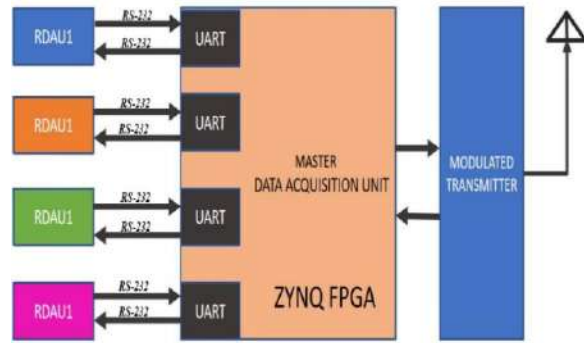 RS-232
RDAU1
RS-232
UART
RS-232
RDAU1
RS-232
UART
MASTER
DATA ACQUISITION UNIT
MODULATED
TRANSMITTER
RS-232
RDAU1
RS-232
UART
ZYNQ FPGA
RS-232
RDAU1
RS-232
UART